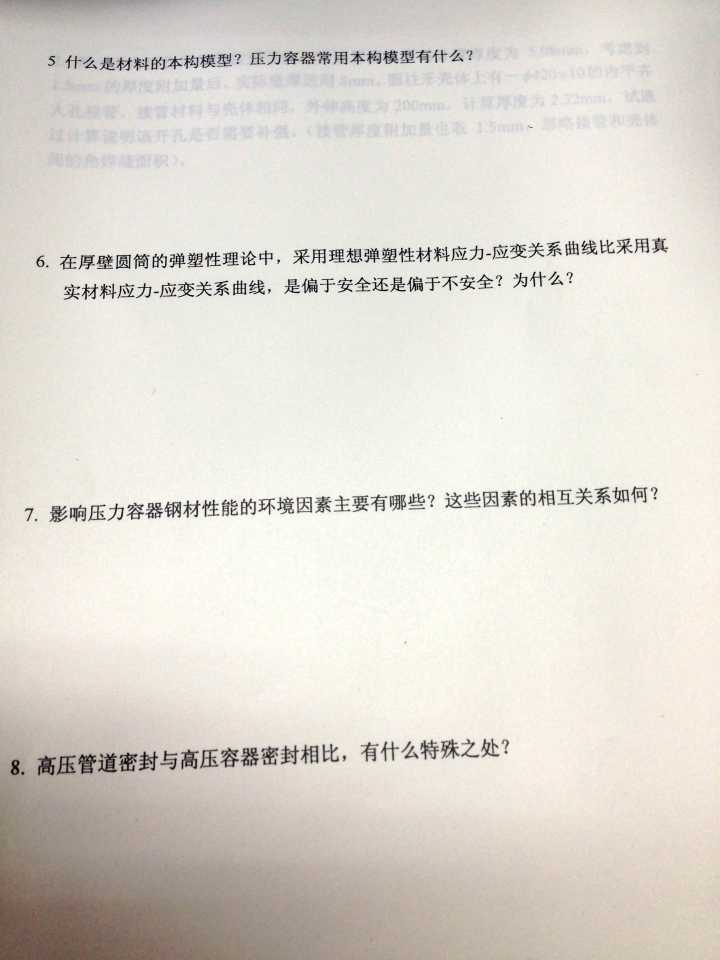 5 什么是材料的本构模型？压力容器常用本构模型有什么？
6. 在厚壁圆筒的弹塑性理论中，采用理想弹塑性材料应力-应变关系曲线比采用真
实材料应力-应变关系曲线，是偏于安全还是偏于不安全？为什么？
7. 影响压力容器钢材性能的环境因素主要有哪些？这些因素的相互关系如何？
8. 高压管道密封与高压容器密封相比，有什么特殊之处？